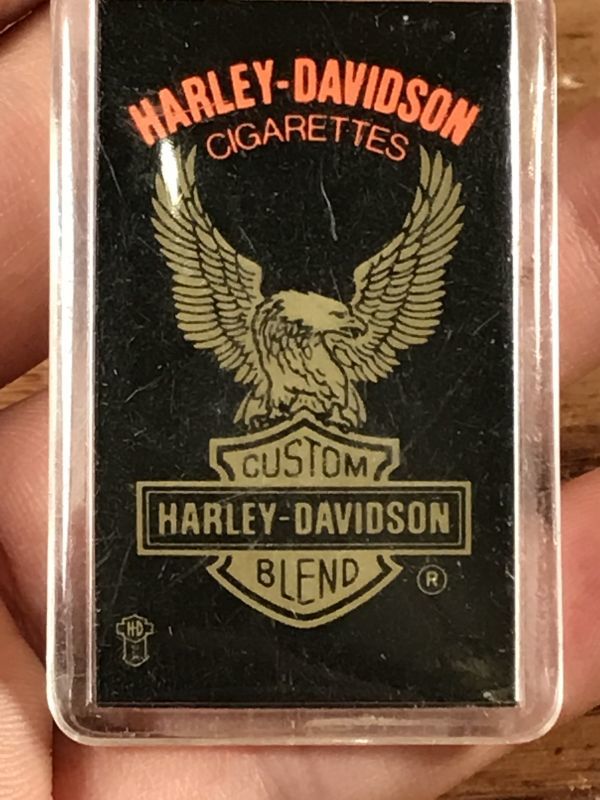 HARLEY-DAVIDSON
CIGARETTES
CUSTOM
HARLEY-DAVIDSON
BLEND
®
H-D